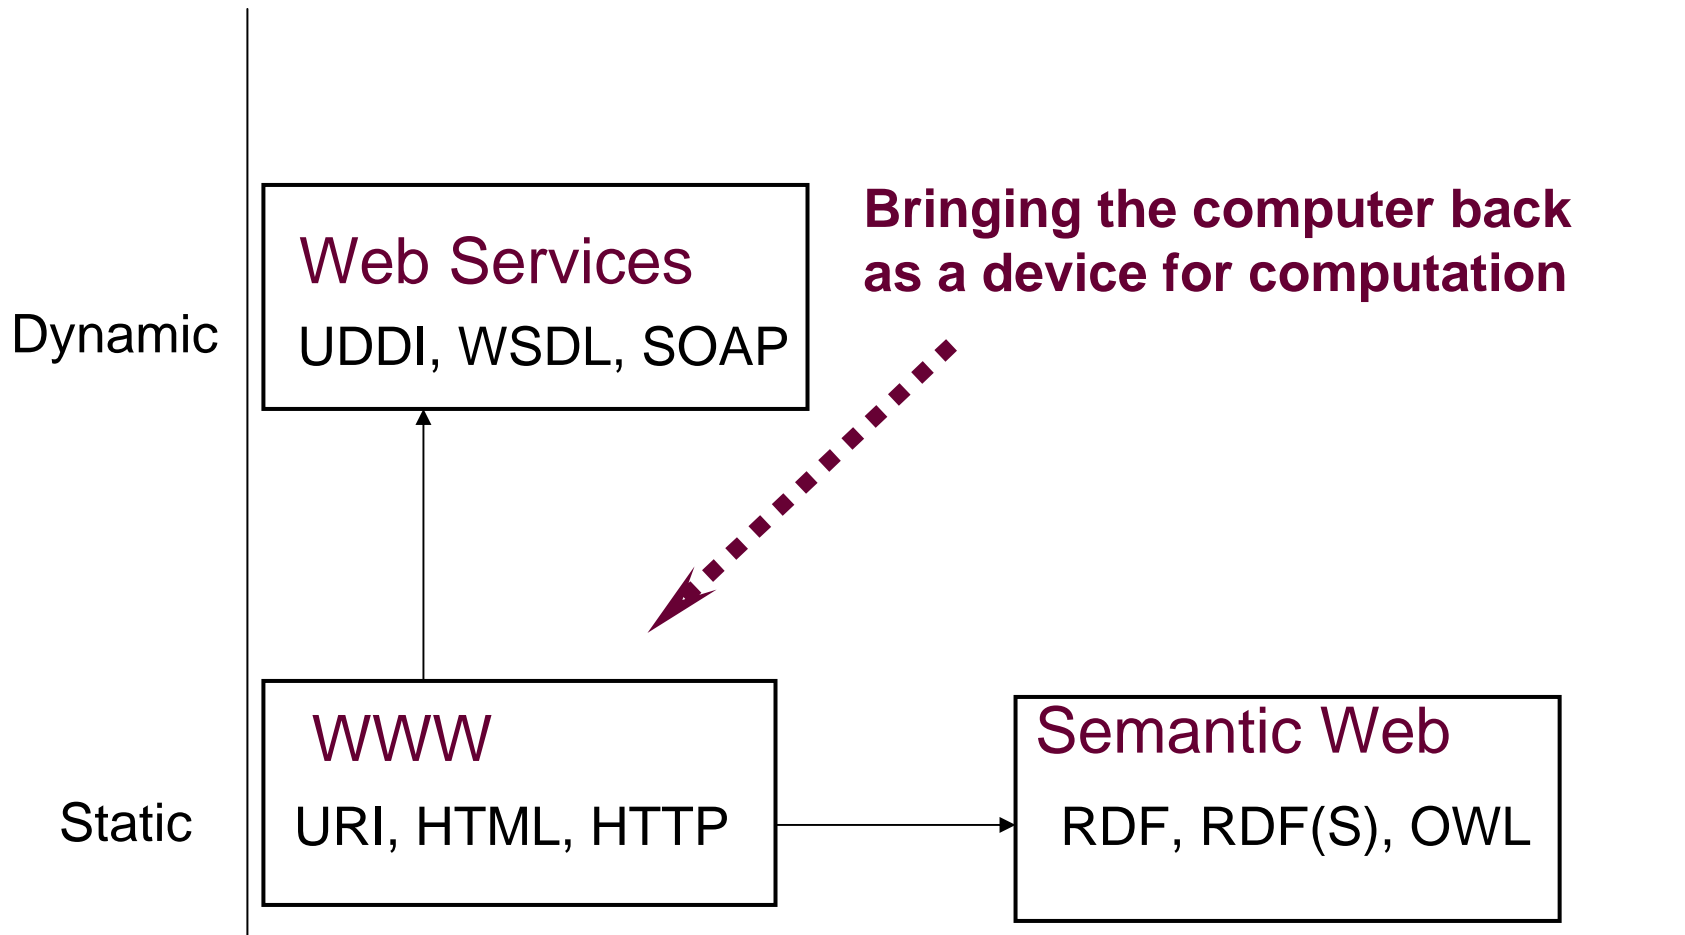 Bringing the computer back
as a device for computation
Web Services
Dynamic
UDDI, WSDL, SOAP
WWW
Semantic Web
Static
URI, HTML, HTTP
RDF, RDF(S), OWL